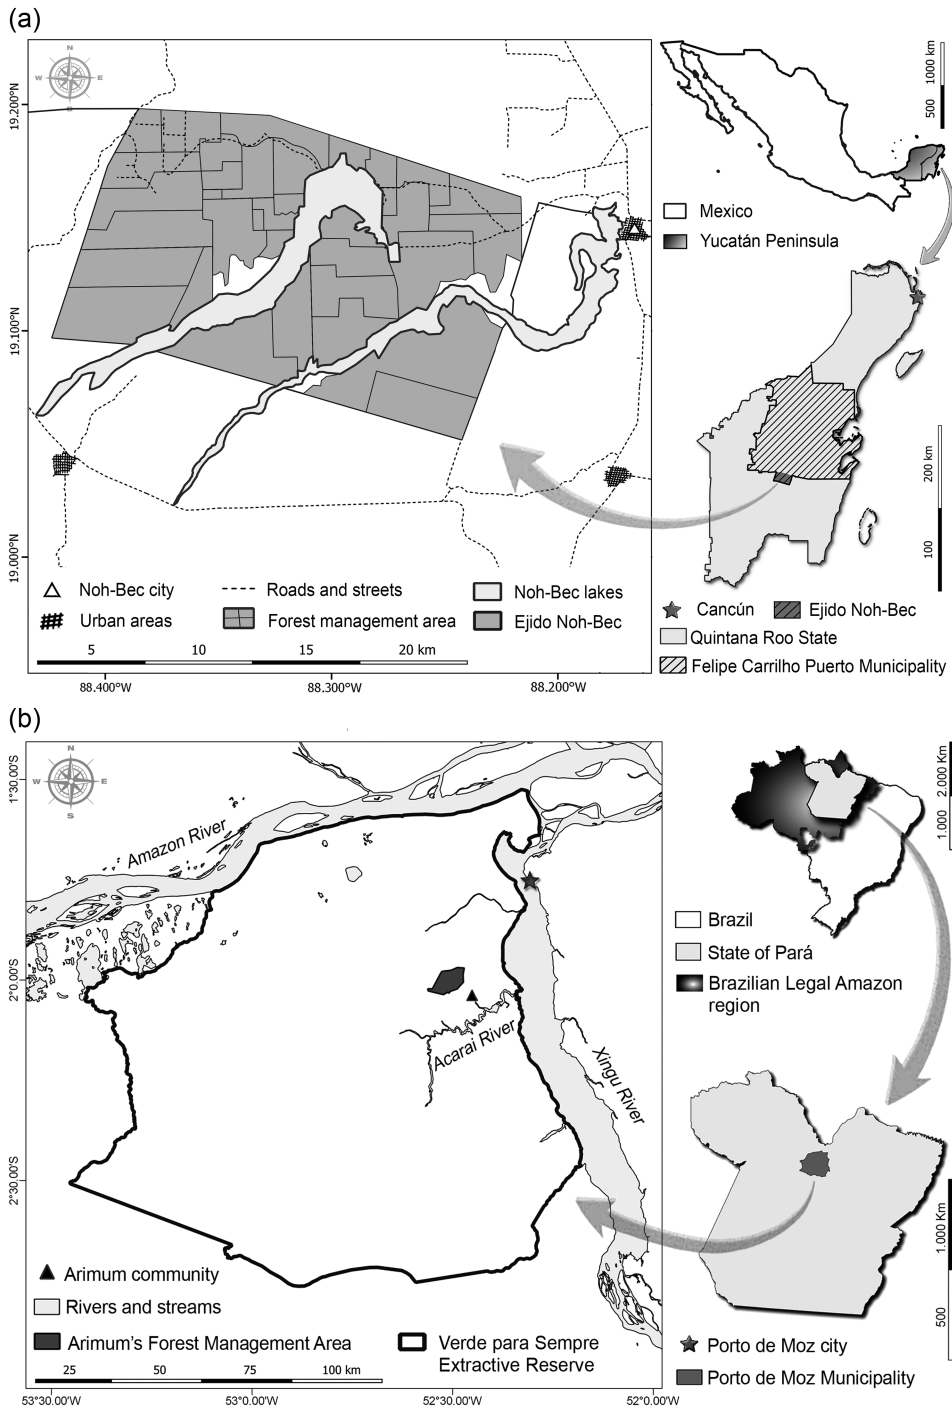 (a)
N
W
E
S
19.200°N
19.100°N
19.000°N
1000 km
500
Mexico
Yucatán Peninsula
200 km
100
Noh-Bec city
Roads and streets
Noh-Bec lakes
Urban areas
Forest management area
Ejido Noh-Bec
5
10
15
20 km
88.400°W
88.300°W
88.200°W
Cancún
Ejido Noh-Bec
Quintana Roo State
Felipe Carrilho Puerto Municipality
(b)
N
W
E
S
1°30.00'S
2°0.00'S
2°30.00'S
Amazon River
Acarai River
Xingu River
2.000 Km
1.000
Brazil
State of Pará
Brazilian Legal Amazon
region
1.000 Km
500
Arimum community
Rivers and streams
Arimum's Forest Management Area
Verde para Sempre
Extractive Reserve
25
50
75
100 km
53°30.00'W
53°0.00'W
52°30.00'W
52°0.00'W
Porto de Moz city
Porto de Moz Municipality